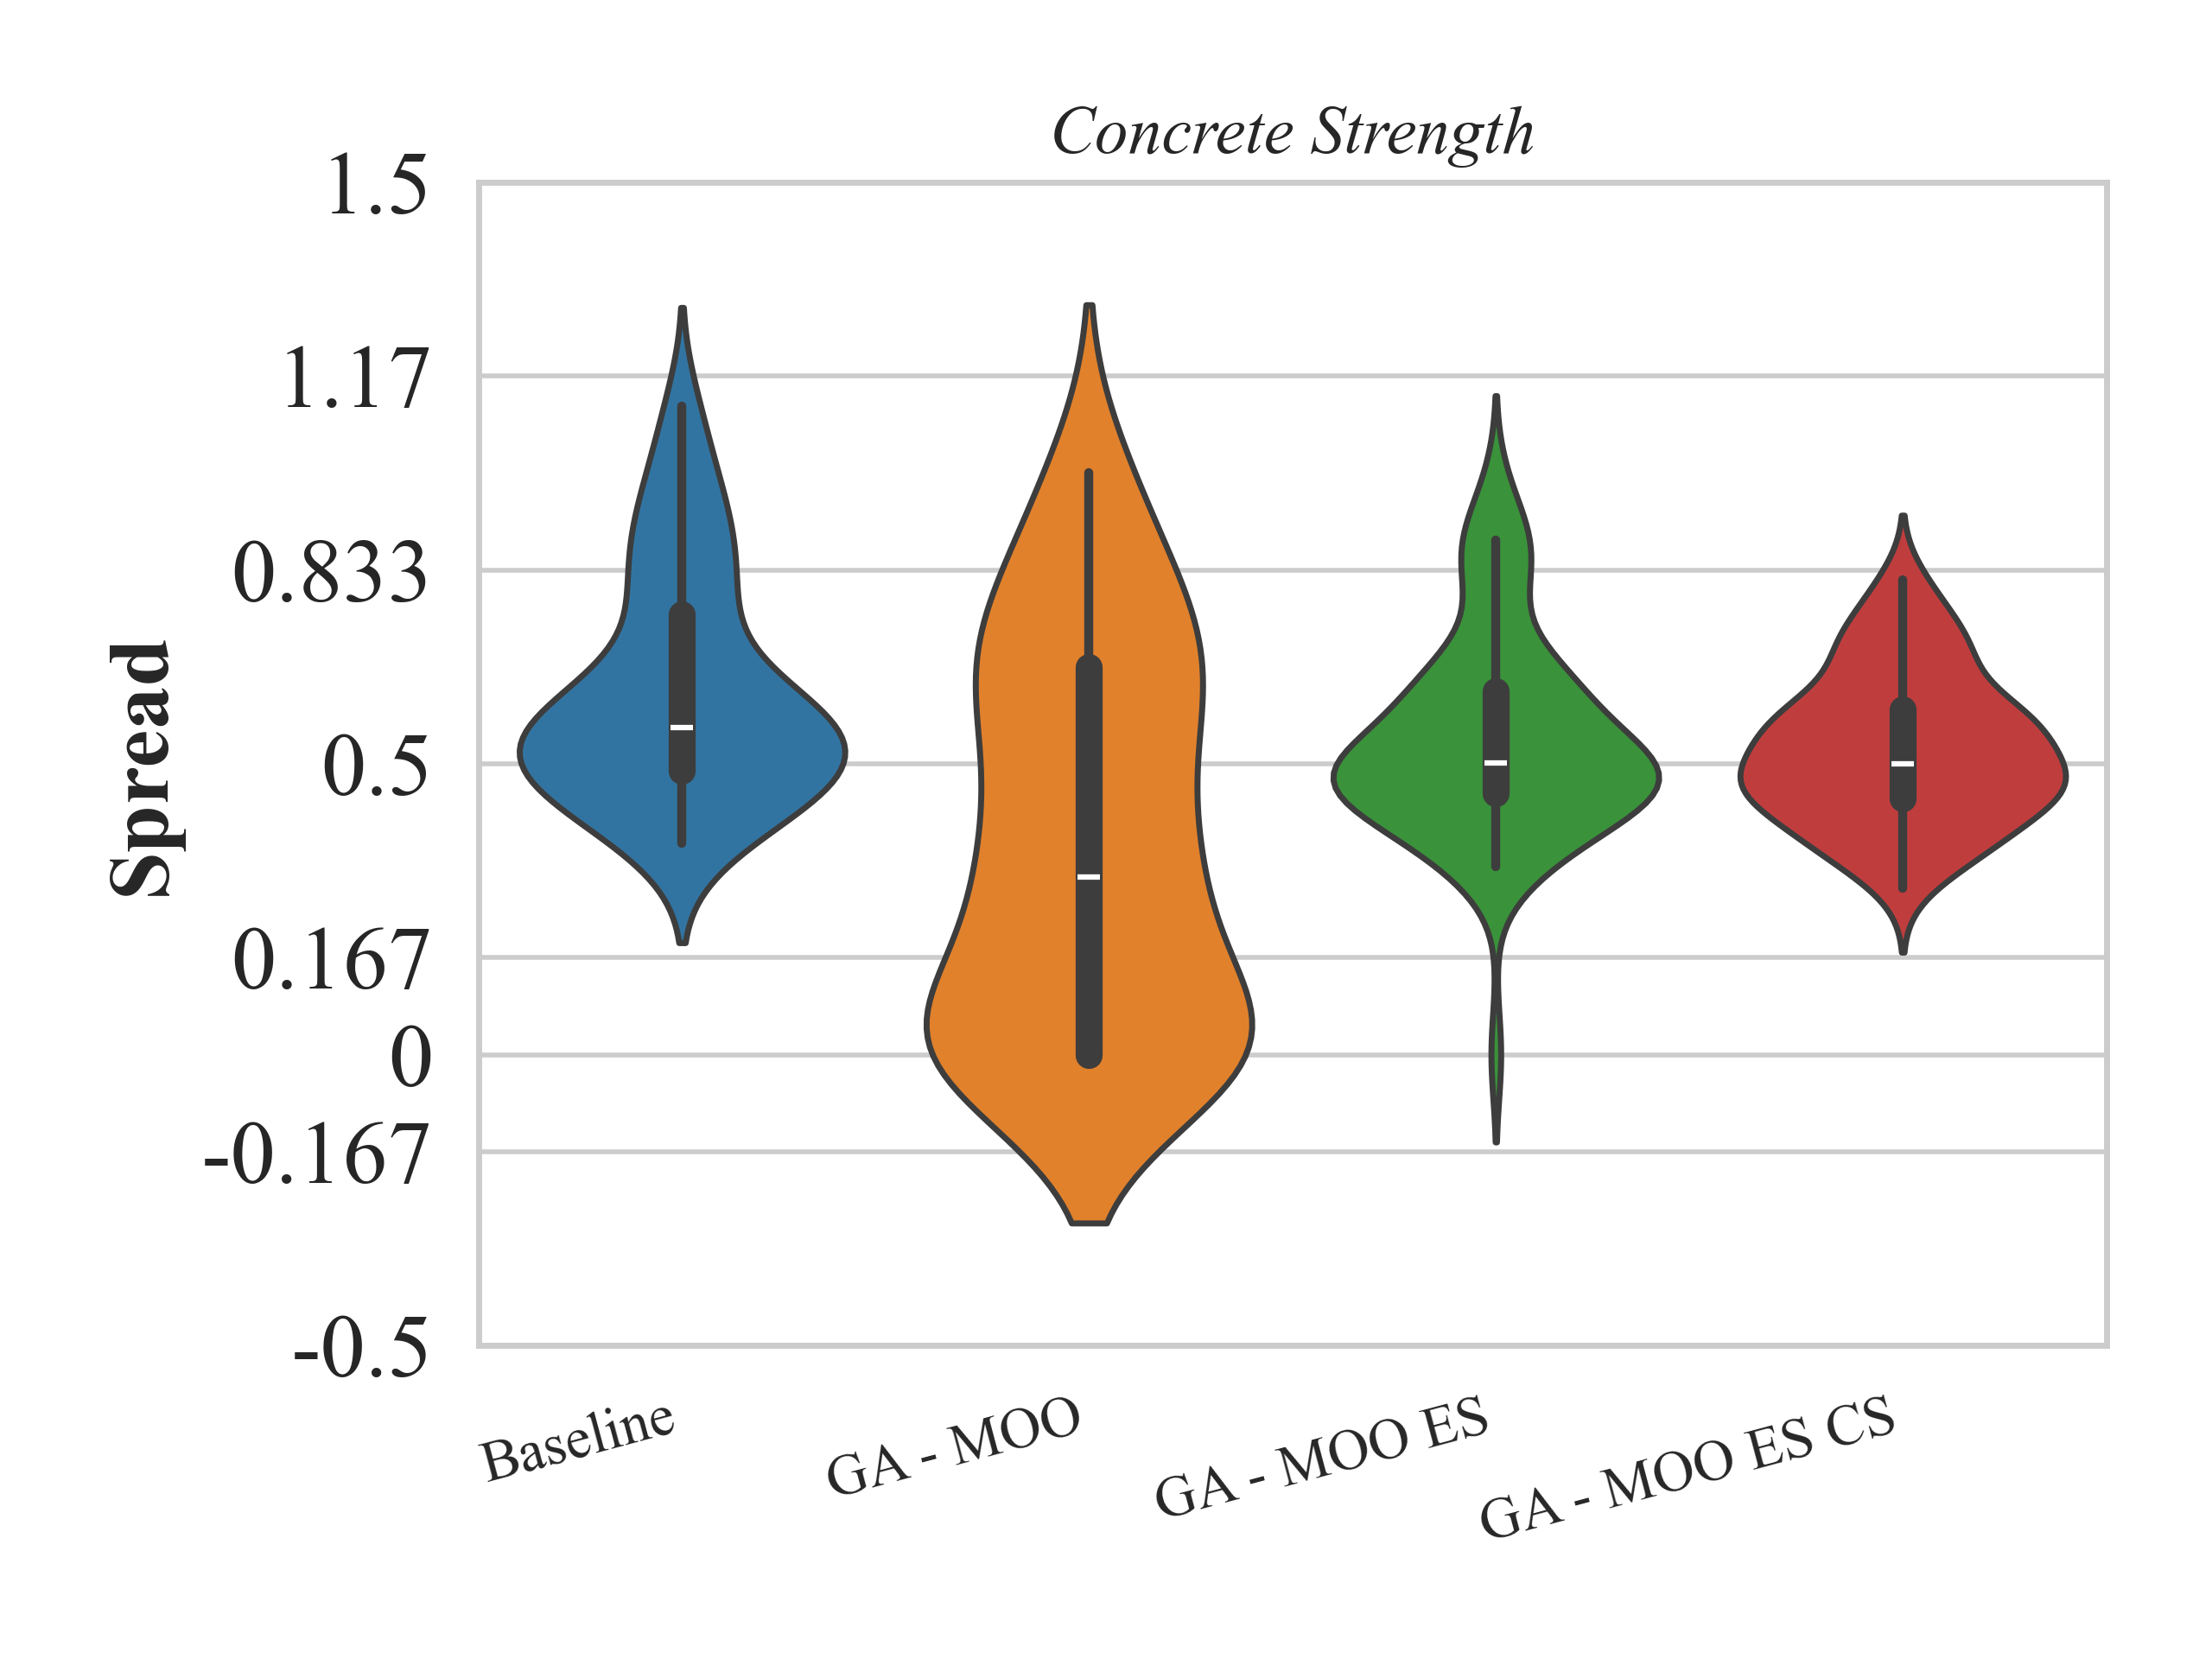 Concrete Strength
1.5
1.17
0.833
0.5
0.167
0
-0.167
-0.5
Spread
Baseline
GA - MOO
GA - MOO ES
GA - MOO ES CS